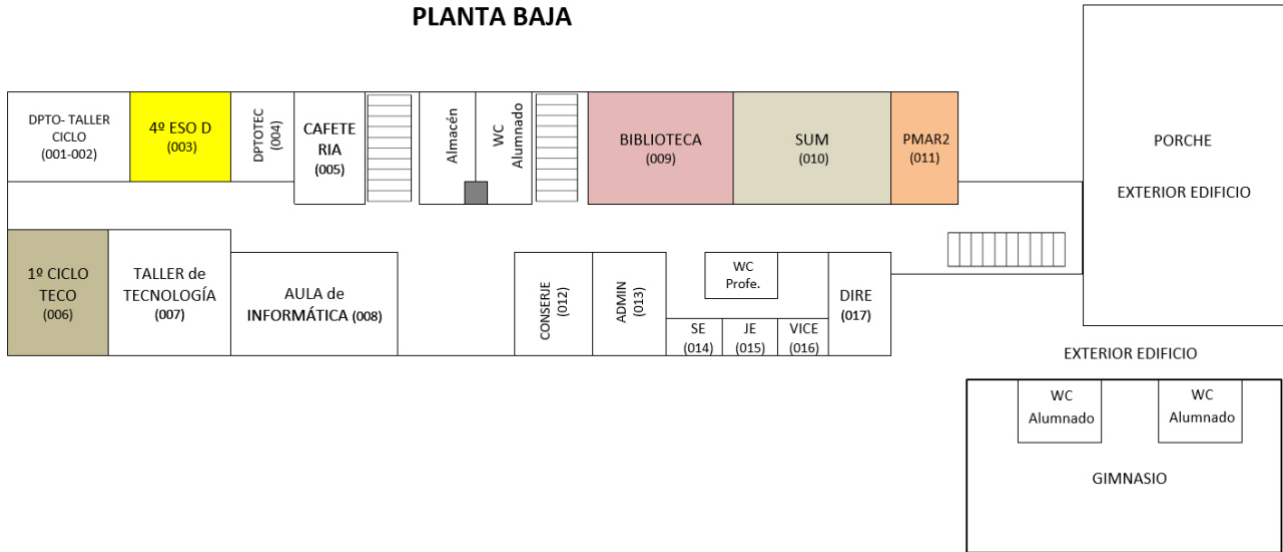 PLANTA BAJA
DPTO- TALLER
CICLO
(001-002)
4º ESO D
(003)
DPTOTEC
(004)
CAFETE
RIA
(005)
Almacén
WC
Alumnado
BIBLIOTECA
(009)
SUM
(010)
PMAR2
(011)
PORCHE
EXTERIOR EDIFICIO
1º CICLO
TECO
(006)
TALLER de
TECNOLOGÍA
(007)
AULA de
INFORMÁTICA (008)
CONSERJE
(012)
ADMIN
(013)
WC
Profe.
SE
(014)
JE
(015)
VICE
(016)
DIRE
(017)
EXTERIOR EDIFICIO
WC
Alumnado
WC
Alumnado
GIMNASIO